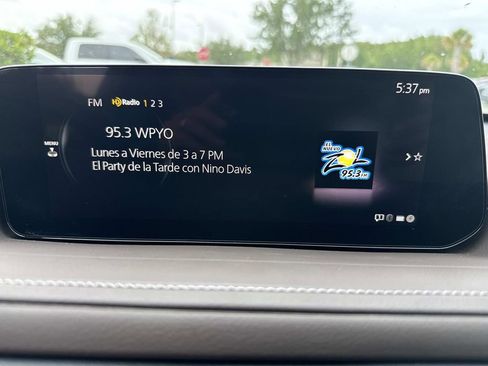 5:37 pm
FM HD Radio 1 2 3
MENU
95.3 WPYO
Lunes a Viernes de 3 a 7 PM
El Party de la Tarde con Nino Davis
EL NUEVO
ZOL
95.3 FM